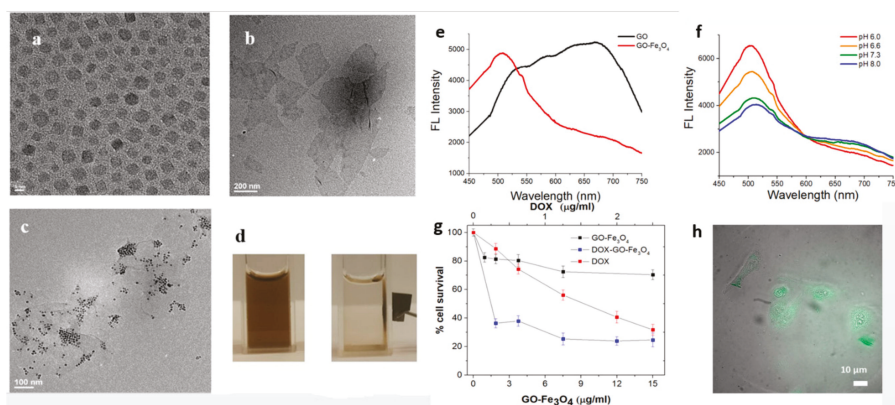 a
b
200 nm
c
100 nm
d
e
GO
GO-Fe₃O₄
FL Intensity
5000
4000
3000
2000
1000
450 500 550 600 650 700 750
Wavelength (nm)
f
pH 6.0
pH 6.6
pH 7.3
pH 8.0
FL Intensity
6000
4000
2000
450 500 550 600 650 700 750
Wavelength (nm)
g
DOX (μg/ml)
0 1 2
GO-Fe₃O₄
DOX-GO-Fe₃O₄
DOX
% cell survival
100
80
60
40
20
0
0 3 6 9 12 15
GO-Fe₃O₄ (μg/ml)
h
10 μm